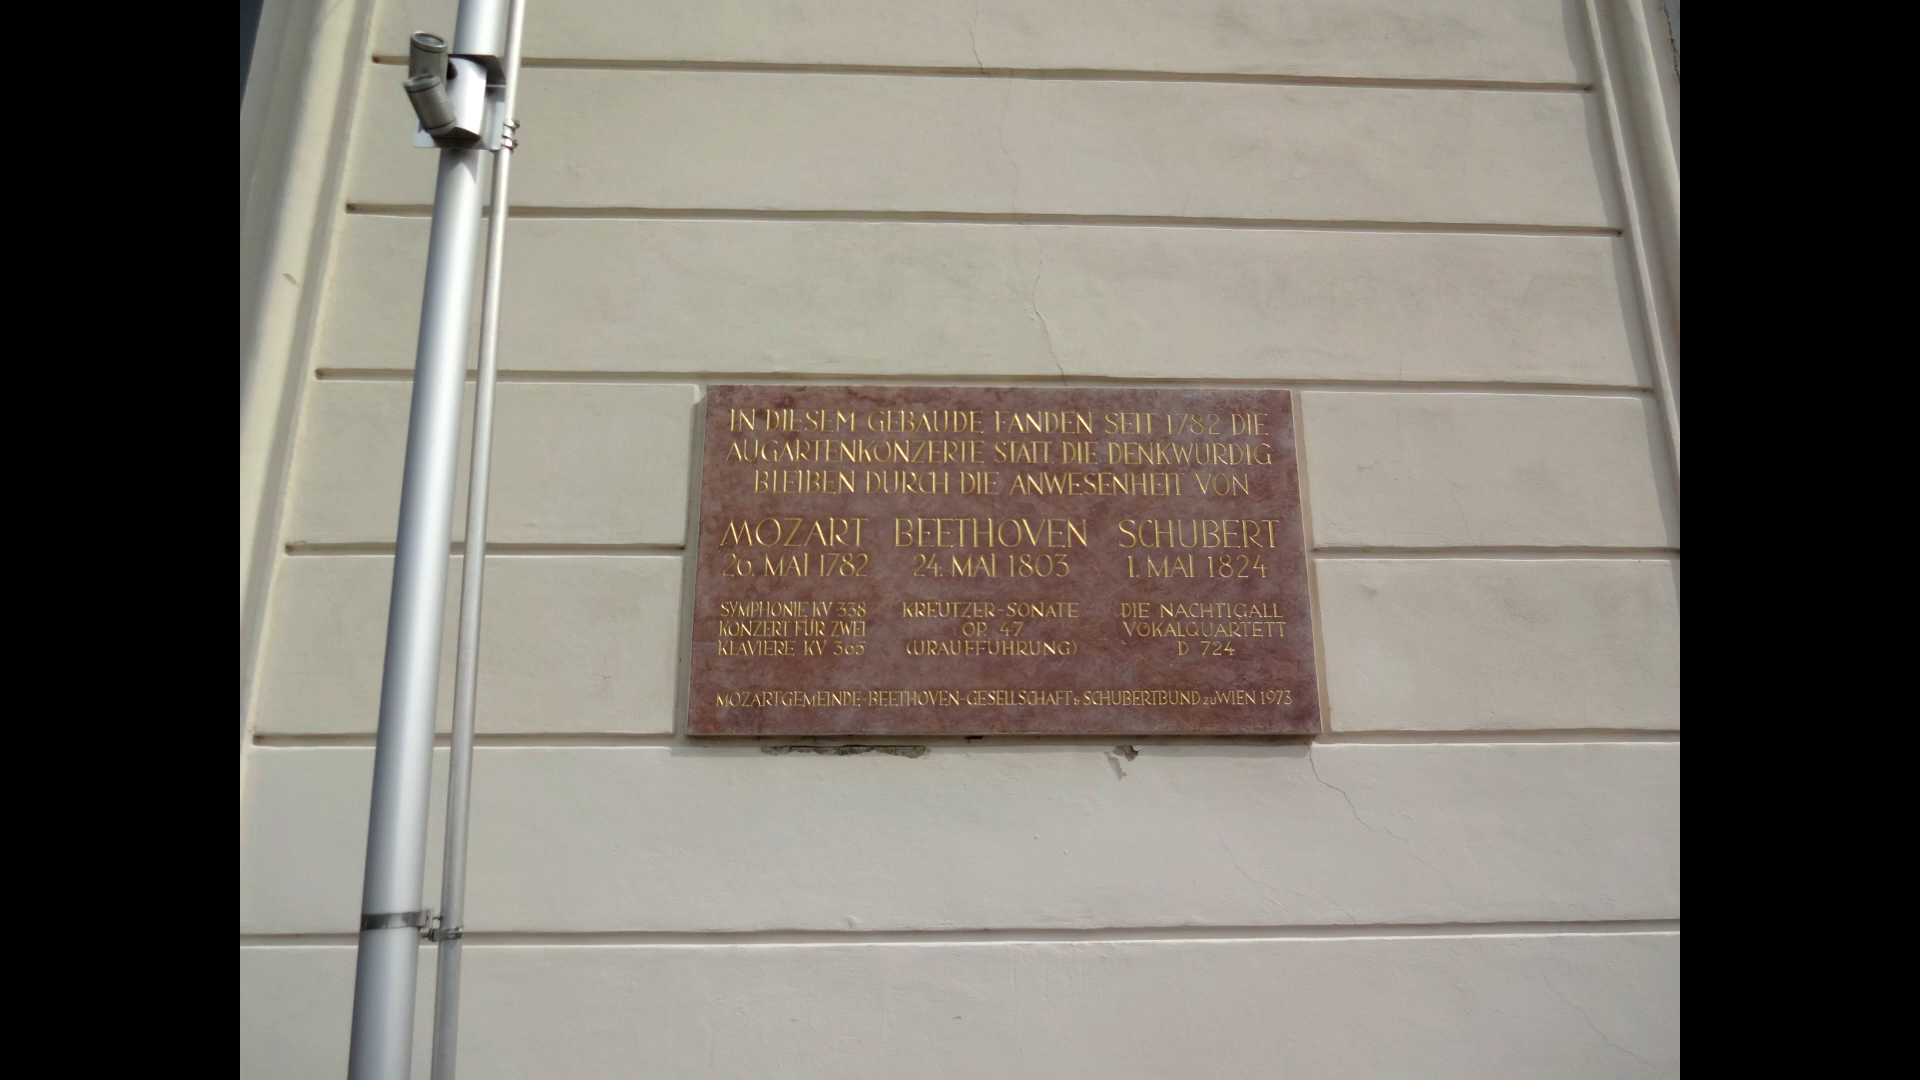 IN DIESEM GEBÄUDE FANDEN SEIT 1782 DIE
AUGARTENKONZERTE STATT, DIE DENKWÜRDIG
BLEIBEN DURCH DIE ANWESENHEIT VON
MOZART BEETHOVEN SCHUBERT
26. MAI 1782 24. MAI 1803 1. MAI 1824
SYMPHONIE KV 338 KREUTZER-SONATE DIE NACHTIGALL
KONZERT FÜR ZWEI OP. 47 VOKALQUARTETT
KLAVIERE KV 365 (URAUFFÜHRUNG) D 724
MOZARTGEMEINDE-BEETHOVEN-GESELLSCHAFT & SCHUBERTBUND ZU WIEN 1973